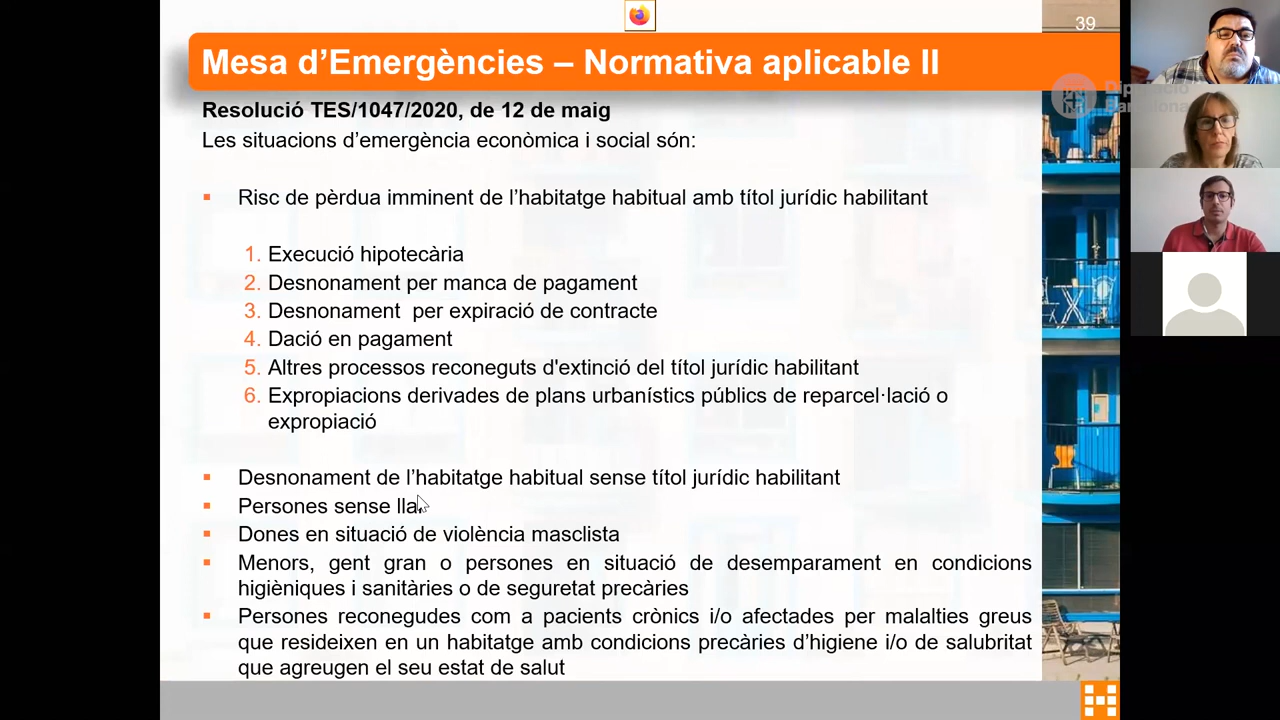 39
Mesa d’Emergències – Normativa aplicable II
Diputació
Barcelona
Resolució TES/1047/2020, de 12 de maig
Les situacions d’emergència econòmica i social són:
▪ Risc de pèrdua imminent de l’habitatge habitual amb títol jurídic habilitant
1. Execució hipotecària
2. Desnonament per manca de pagament
3. Desnonament  per expiració de contracte
4. Dació en pagament
5. Altres processos reconeguts d'extinció del títol jurídic habilitant
6. Expropiacions derivades de plans urbanístics públics de reparcel·lació o
expropiació
▪ Desnonament de l’habitatge habitual sense títol jurídic habilitant
▪ Persones sense llar
▪ Dones en situació de violència masclista
▪ Menors, gent gran o persones en situació de desemparament en condicions
higièniques i sanitàries o de seguretat precàries
▪ Persones reconegudes com a pacients crònics i/o afectades per malalties greus
que resideixen en un habitatge amb condicions precàries d’higiene i/o de salubritat
que agreugen el seu estat de salut